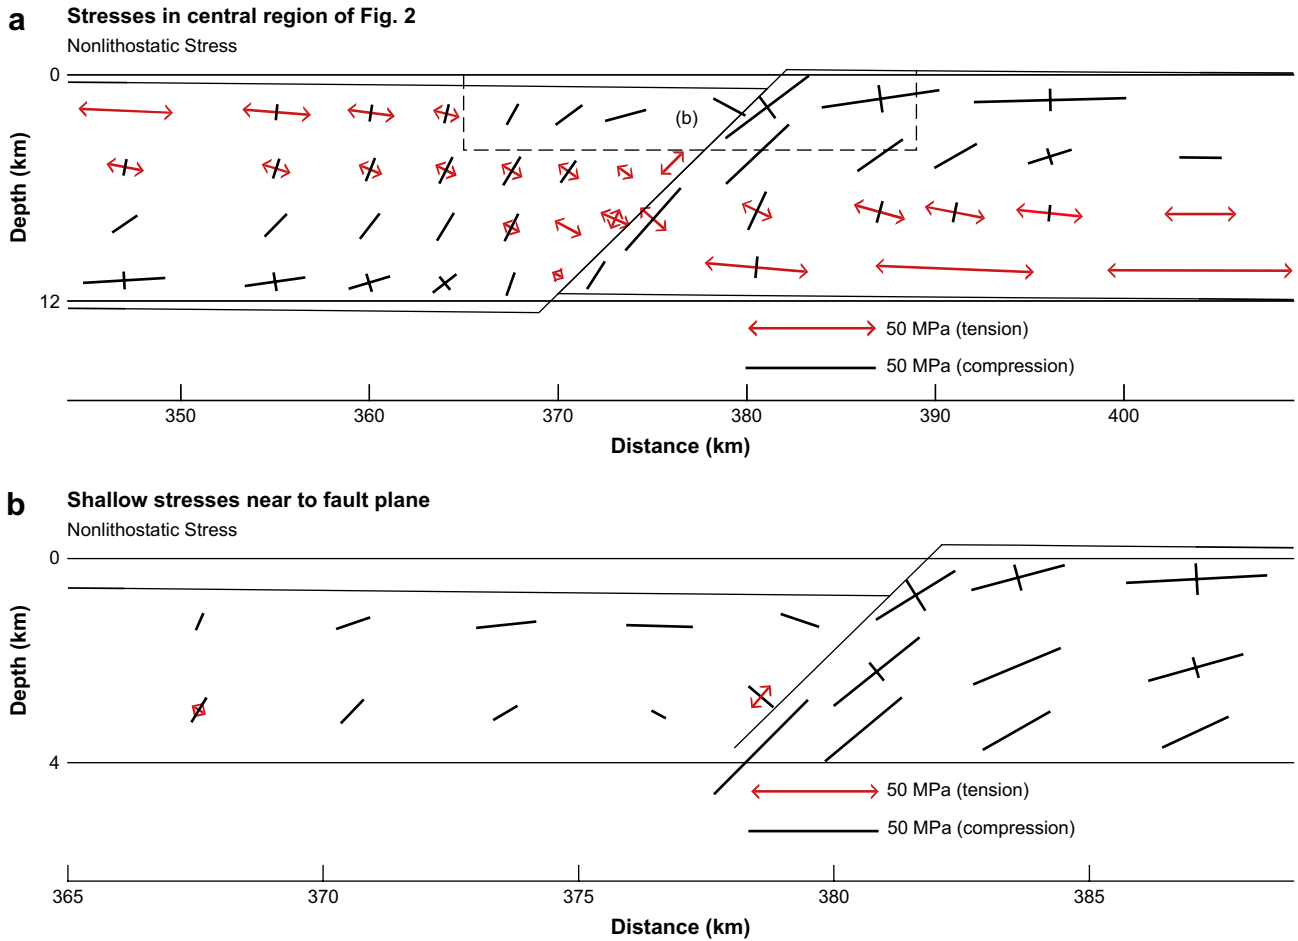 a
Stresses in central region of Fig. 2
Nonlithostatic Stress
0
12
Depth (km)
(b)
50 MPa (tension)
50 MPa (compression)
350 360 370 380 390 400
Distance (km)
b
Shallow stresses near to fault plane
Nonlithostatic Stress
0
4
Depth (km)
50 MPa (tension)
50 MPa (compression)
365 370 375 380 385
Distance (km)